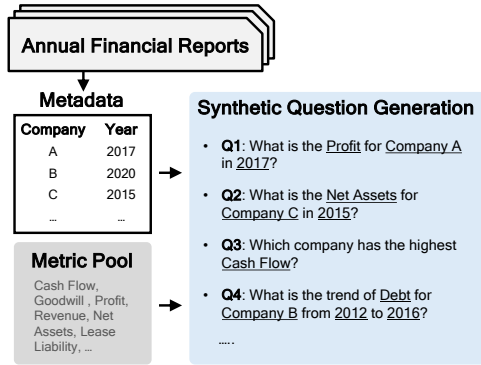 Annual Financial Reports
Metadata
Company Year
A 2017
B 2020
C 2015
... ...
Metric Pool
Cash Flow,
Goodwill , Profit,
Revenue, Net
Assets, Lease
Liability, ...
Synthetic Question Generation
• Q1: What is the Profit for Company A
in 2017?
• Q2: What is the Net Assets for
Company C in 2015?
• Q3: Which company has the highest
Cash Flow?
• Q4: What is the trend of Debt for
Company B from 2012 to 2016?
.....